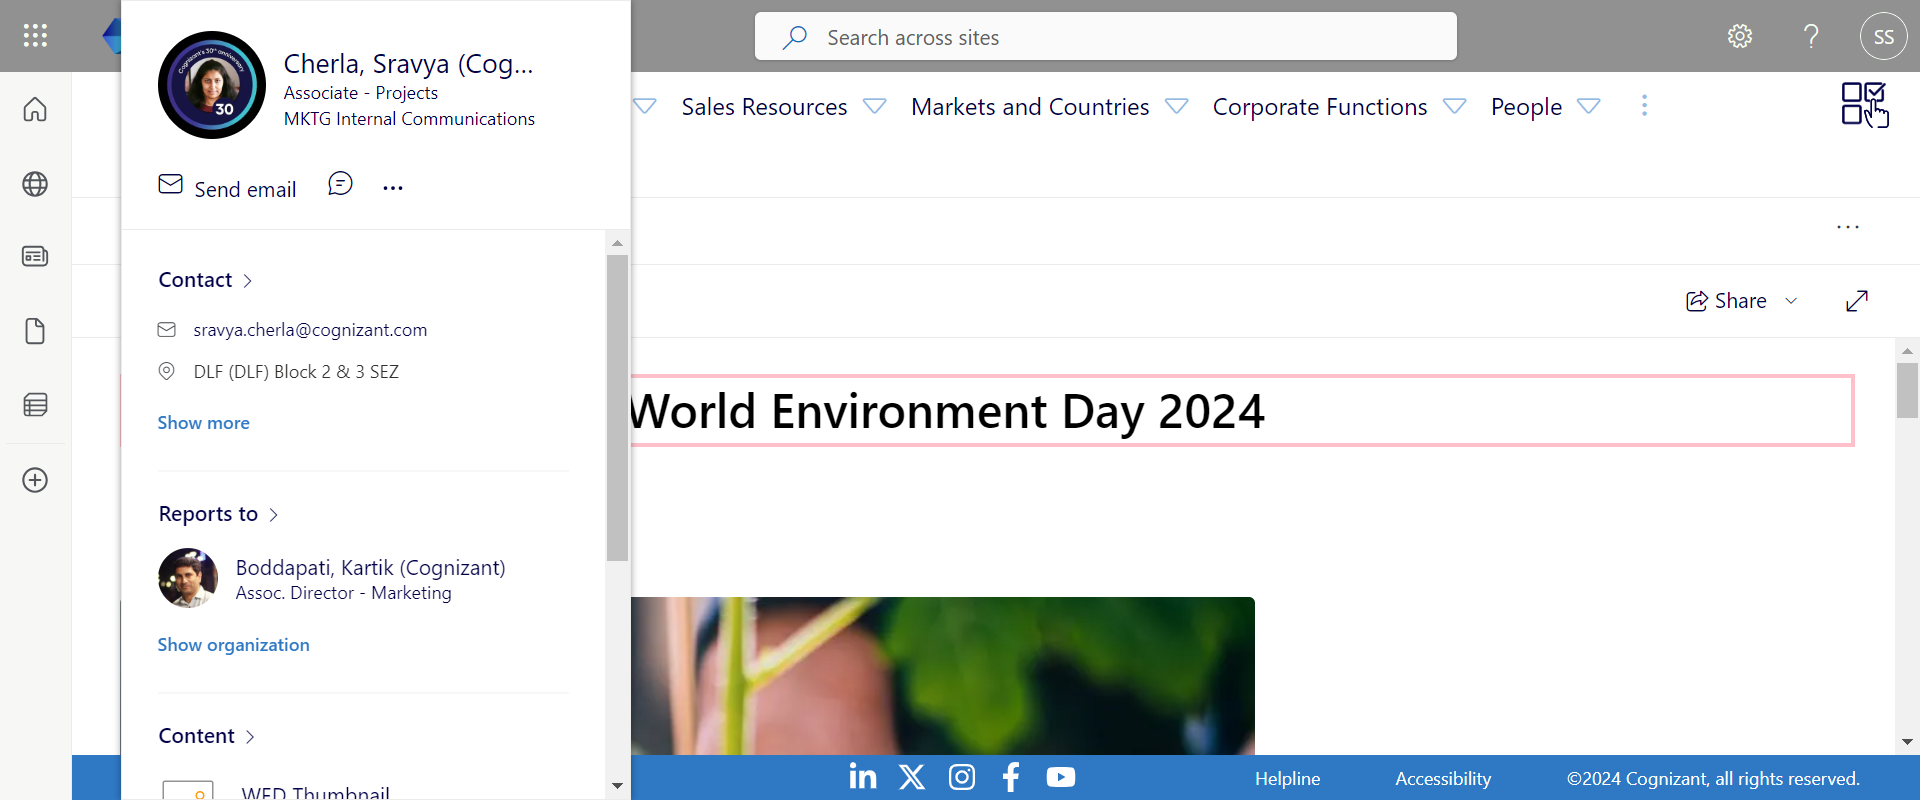 Search across sites
SS
Cognizant's 30th anniversary
30
Cherla, Sravya (Cog...
Associate - Projects
MKTG Internal Communications
Send email
Sales Resources
Markets and Countries
Corporate Functions
People
Contact
sravya.cherla@cognizant.com
DLF (DLF) Block 2 & 3 SEZ
Show more
Share
World Environment Day 2024
Reports to
Boddapati, Kartik (Cognizant)
Assoc. Director - Marketing
Show organization
Content
WED Thumbnail
Helpline
Accessibility
©2024 Cognizant, all rights reserved.